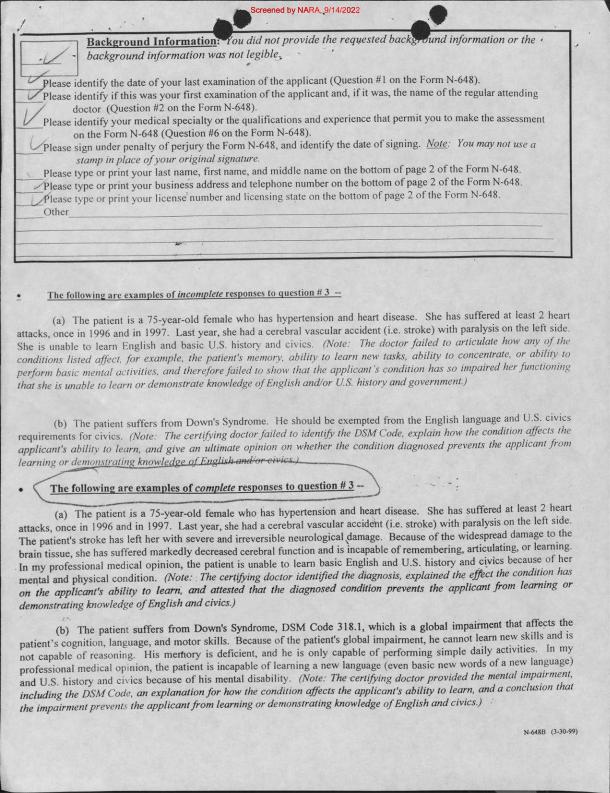 Screened by NARA, 9/14/2022
Background Information: You did not provide the requested background information or the
background information was not legible.
Please identify the date of your last examination of the applicant (Question #1 on the Form N-648).
Please identify if this was your first examination of the applicant and, if it was, the name of the regular attending
doctor (Question #2 on the Form N-648).
Please identify your medical specialty or the qualifications and experience that permit you to make the assessment
on the Form N-648 (Question #6 on the Form N-648).
Please sign under penalty of perjury the Form N-648, and identify the date of signing. Note: You may not use a
stamp in place of your original signature.
Please type or print your last name, first name, and middle name on the bottom of page 2 of the Form N-648.
Please type or print your business address and telephone number on the bottom of page 2 of the Form N-648.
Please type or print your license number and licensing state on the bottom of page 2 of the Form N-648.
Other
• The following are examples of incomplete responses to question # 3 --
(a) The patient is a 75-year-old female who has hypertension and heart disease. She has suffered at least 2 heart
attacks, once in 1996 and in 1997. Last year, she had a cerebral vascular accident (i.e. stroke) with paralysis on the left side.
She is unable to learn English and basic U.S. history and civics. (Note: The doctor failed to articulate how any of the
conditions listed affect, for example, the patient's memory, ability to learn new tasks, ability to concentrate, or ability to
perform basic mental activities, and therefore failed to show that the applicant's condition has so impaired her functioning
that she is unable to learn or demonstrate knowledge of English and/or U.S. history and government.)
(b) The patient suffers from Down's Syndrome. He should be exempted from the English language and U.S. civics
requirements for civics. (Note: The certifying doctor failed to identify the DSM Code, explain how the condition affects the
applicant's ability to learn, and give an ultimate opinion on whether the condition diagnosed prevents the applicant from
learning or demonstrating knowledge of English and/or civics.)
• The following are examples of complete responses to question # 3 --
(a) The patient is a 75-year-old female who has hypertension and heart disease. She has suffered at least 2 heart
attacks, once in 1996 and in 1997. Last year, she had a cerebral vascular accident (i.e. stroke) with paralysis on the left side.
The patient's stroke has left her with severe and irreversible neurological damage. Because of the widespread damage to the
brain tissue, she has suffered markedly decreased cerebral function and is incapable of remembering, articulating, or learning.
In my professional medical opinion, the patient is unable to learn basic English and U.S. history and civics because of her
mental and physical condition. (Note: The certifying doctor identified the diagnosis, explained the effect the condition has
on the applicant's ability to learn, and attested that the diagnosed condition prevents the applicant from learning or
demonstrating knowledge of English and civics.)
(b) The patient suffers from Down's Syndrome, DSM Code 318.1, which is a global impairment that affects the
patient's cognition, language, and motor skills. Because of the patient's global impairment, he cannot learn new skills and is
not capable of reasoning. His memory is deficient, and he is only capable of performing simple daily activities. In my
professional medical opinion, the patient is incapable of learning a new language (even basic new words of a new language)
and U.S. history and civics because of his mental disability. (Note: The certifying doctor provided the mental impairment,
including the DSM Code, an explanation for how the condition affects the applicant's ability to learn, and a conclusion that
the impairment prevents the applicant from learning or demonstrating knowledge of English and civics.)
N-648B (3-30-99)